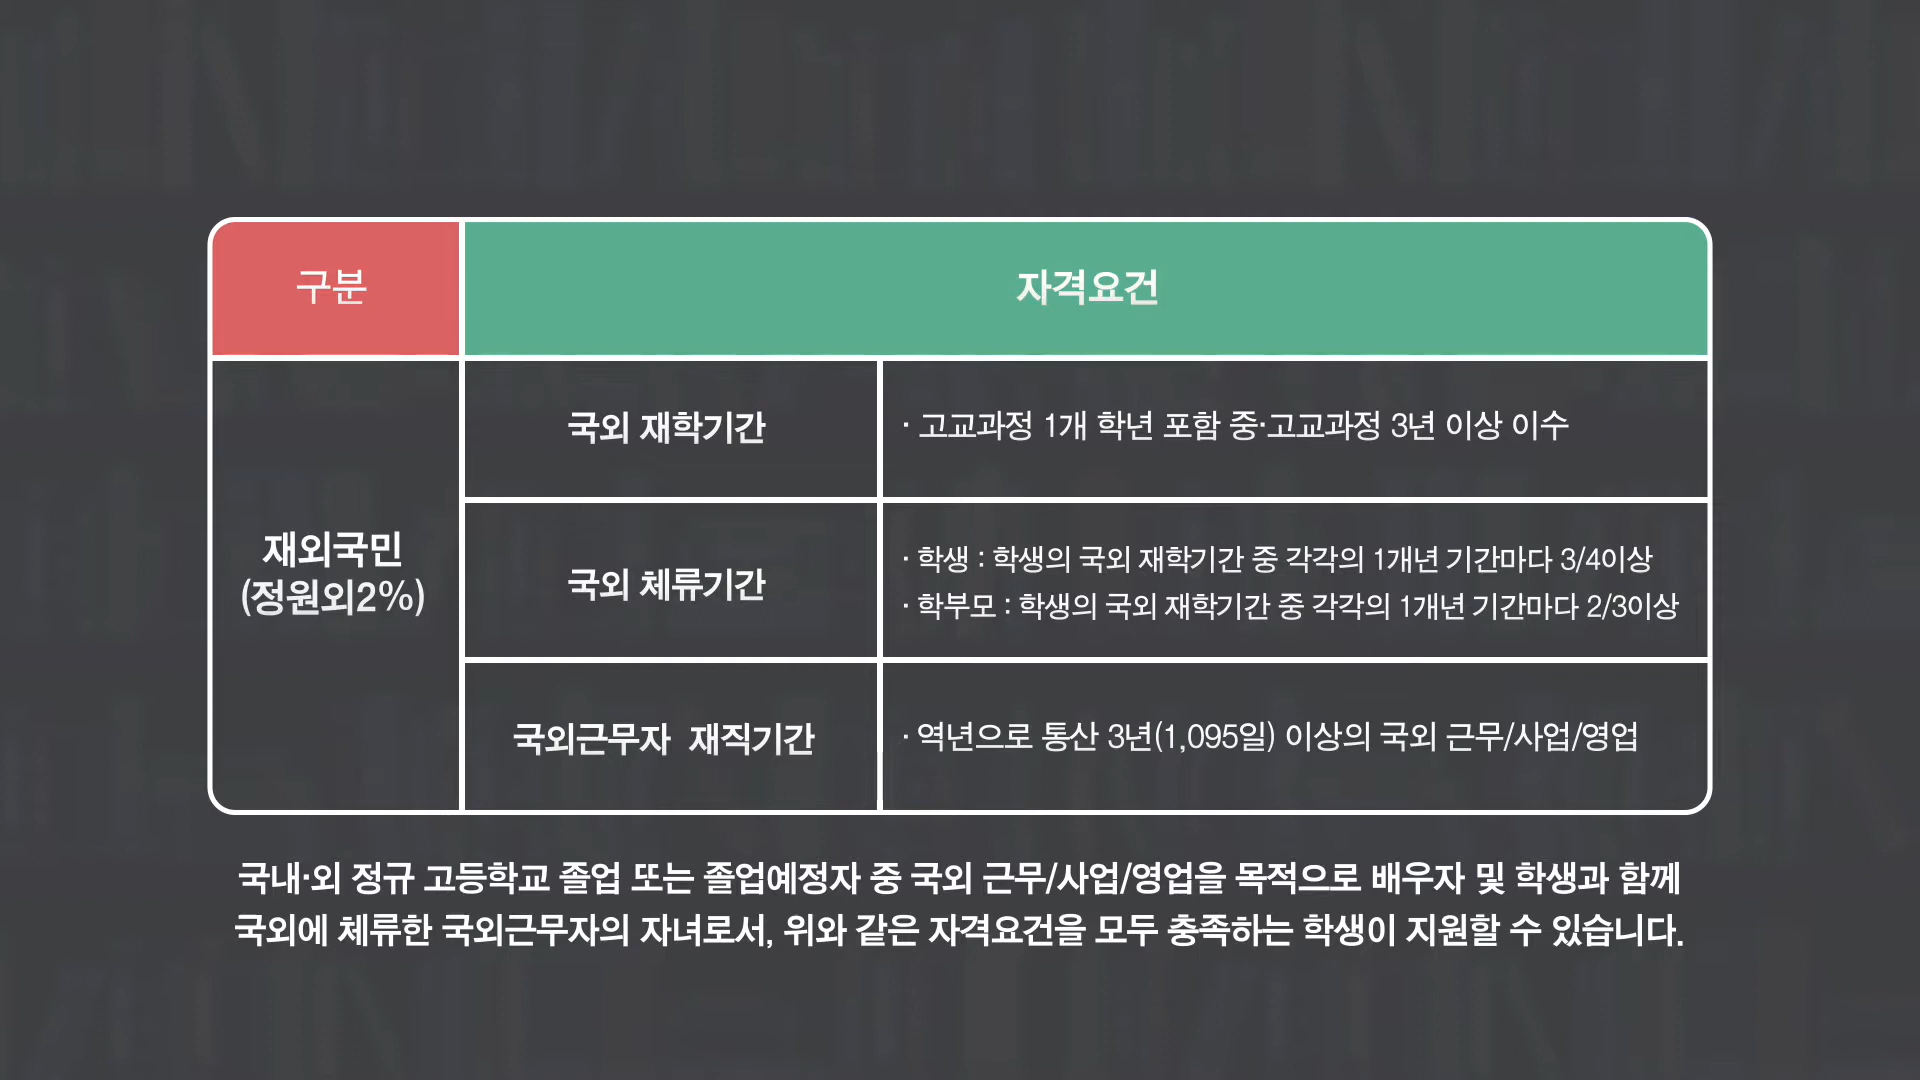 구분
자격요건
재외국민
(정원외2%)
국외 재학기간
· 고교과정 1개 학년 포함 중·고교과정 3년 이상 이수
국외 체류기간
· 학생 : 학생의 국외 재학기간 중 각각의 1개년 기간마다 3/4이상
· 학부모 : 학생의 국외 재학기간 중 각각의 1개년 기간마다 2/3이상
국외근무자 재직기간
· 역년으로 통산 3년(1,095일) 이상의 국외 근무/사업/영업
국내·외 정규 고등학교 졸업 또는 졸업예정자 중 국외 근무/사업/영업을 목적으로 배우자 및 학생과 함께
국외에 체류한 국외근무자의 자녀로서, 위와 같은 자격요건을 모두 충족하는 학생이 지원할 수 있습니다.